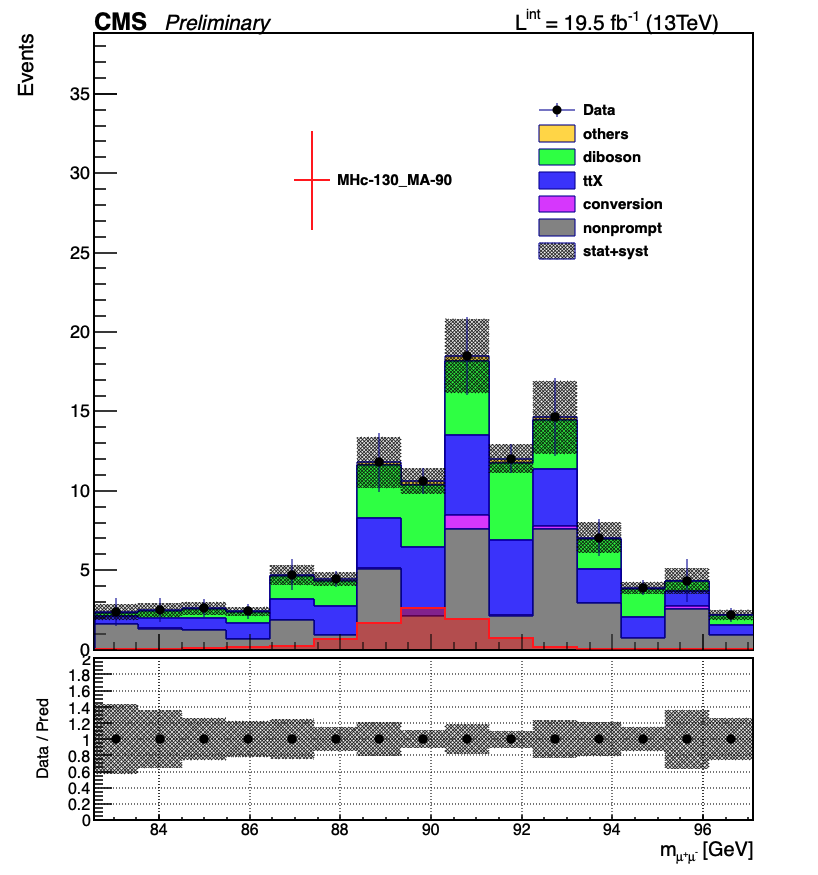 CMS Preliminary L^int = 19.5 fb^-1 (13TeV)
Events
35
30
25
20
15
10
5
0
MHc-130_MA-90
Data
others
diboson
ttX
conversion
nonprompt
stat+syst
Data / Pred
2
1.8
1.6
1.4
1.2
1
0.8
0.6
0.4
0.2
0
84 86 88 90 92 94 96
m_μ⁺μ⁻ [GeV]